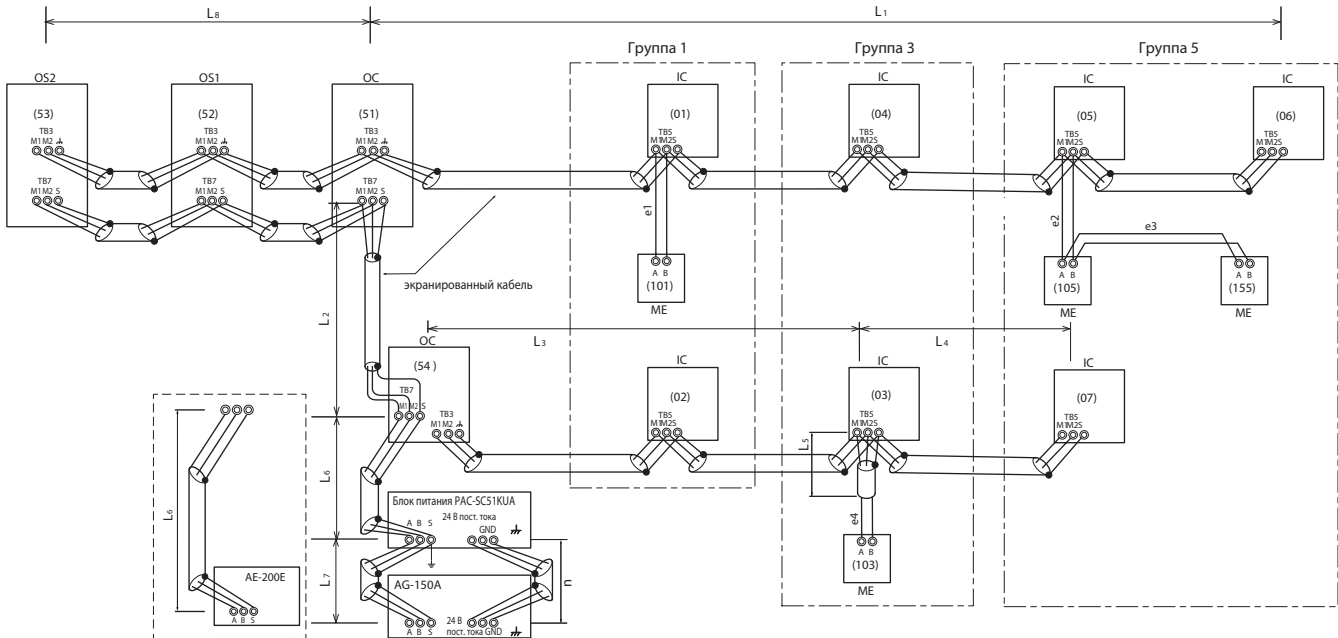 L8
L1
Группа 1
Группа 3
Группа 5
OS2
OS1
OC
IC
IC
IC
IC
(53)
(52)
(51)
(01)
(04)
(05)
(06)
TB3
TB3
TB3
TB5
TB5
TB5
TB5
M1 M2
M1 M2
M1 M2
M1M2S
M1M2S
M1M2S
M1M2S
TB7
TB7
TB7
M1 M2 S
M1 M2 S
M1 M2 S
e1
e2
e3
A B
A B
A B
(101)
(105)
(155)
ME
ME
ME
экранированный кабель
L2
L3
L4
OC
IC
IC
IC
(54 )
(02)
(03)
(07)
TB7
M1 M2 S
TB3
M1 M2
TB5
M1M2S
TB5
M1M2S
TB5
M1M2S
L5
L6
L6
Блок питания PAC-SC51KUA
24 В пост. тока
A B S
GND
e4
A B
(103)
ME
L7
n
AE-200E
A B S
AG-150A
A B S
24 В
пост. тока GND